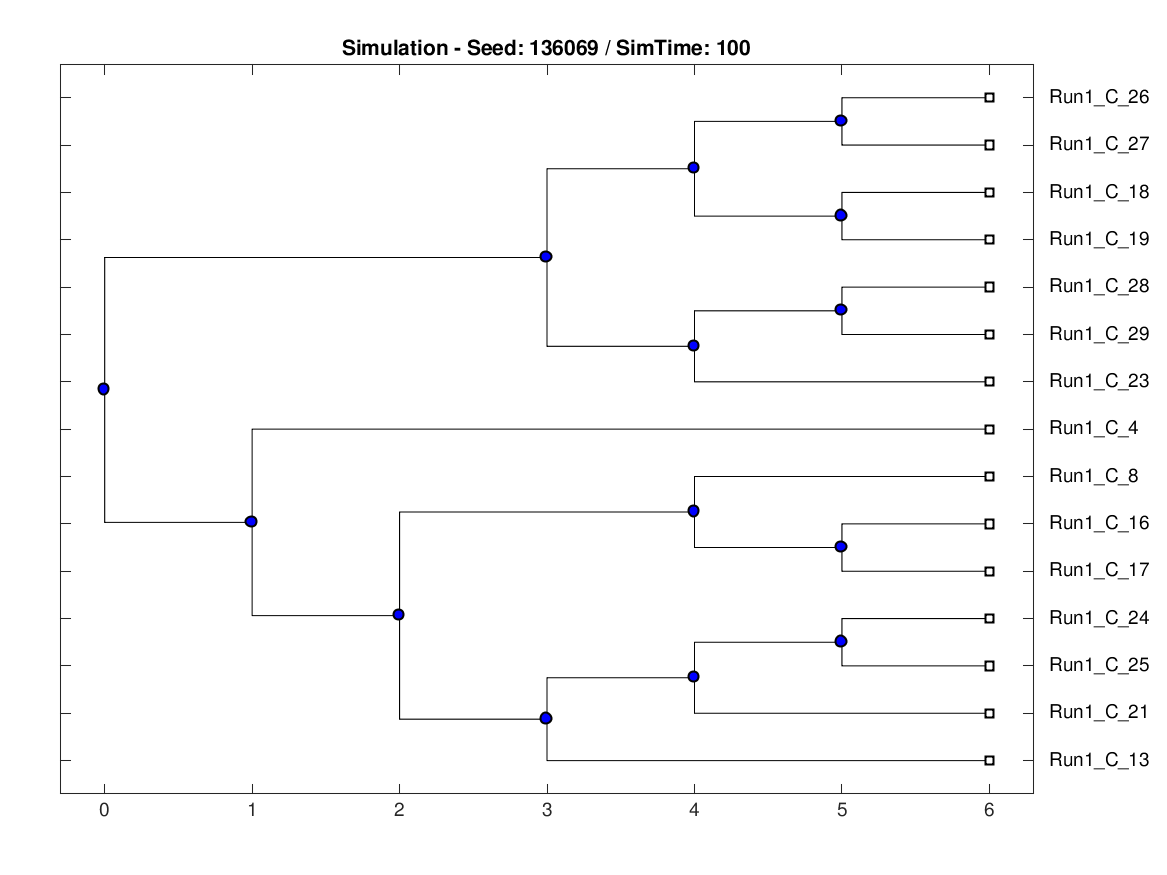 Simulation - Seed: 136069 / SimTime: 100
Run1_C_26
Run1_C_27
Run1_C_18
Run1_C_19
Run1_C_28
Run1_C_29
Run1_C_23
Run1_C_4
Run1_C_8
Run1_C_16
Run1_C_17
Run1_C_24
Run1_C_25
Run1_C_21
Run1_C_13
0 1 2 3 4 5 6